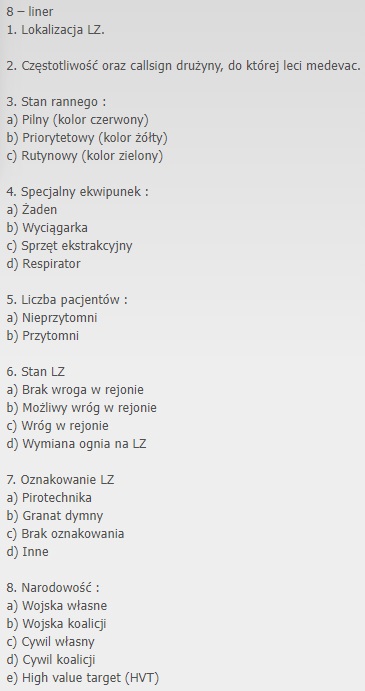 8 – liner
1. Lokalizacja LZ.
2. Częstotliwość oraz callsign drużyny, do której leci medevac.
3. Stan rannego :
a) Pilny (kolor czerwony)
b) Priorytetowy (kolor żółty)
c) Rutynowy (kolor zielony)
4. Specjalny ekwipunek :
a) Żaden
b) Wyciągarka
c) Sprzęt ekstrakcyjny
d) Respirator
5. Liczba pacjentów :
a) Nieprzytomni
b) Przytomni
6. Stan LZ
a) Brak wroga w rejonie
b) Możliwy wróg w rejonie
c) Wróg w rejonie
d) Wymiana ognia na LZ
7. Oznakowanie LZ
a) Pirotechnika
b) Granat dymny
c) Brak oznakowania
d) Inne
8. Narodowość :
a) Wojska własne
b) Wojska koalicji
c) Cywil własny
d) Cywil koalicji
e) High value target (HVT)